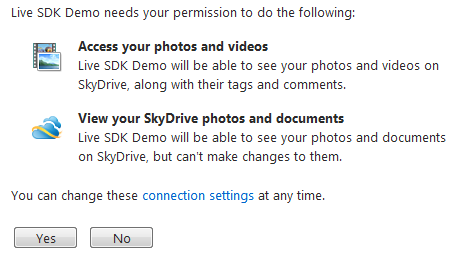 Live SDK Demo needs your permission to do the following:
Access your photos and videos
Live SDK Demo will be able to see your photos and videos on
SkyDrive, along with their tags and comments.
View your SkyDrive photos and documents
Live SDK Demo will be able to see your photos and documents
on SkyDrive, but can't make changes to them.
You can change these connection settings at any time.
Yes No